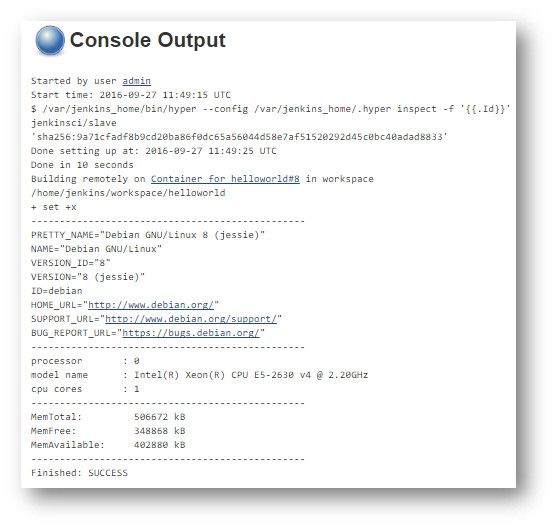 Console Output
Started by user admin
Start time: 2016-09-27 11:49:15 UTC
$ /var/jenkins_home/bin/hyper --config /var/jenkins_home/.hyper inspect -f '{{.Id}}'
jenkinsci/slave
'sha256:9a71cfadf8b9cd20ba86f0dc65a56044d58e7af51520292d45c0bc40adad8833'
Done setting up at: 2016-09-27 11:49:25 UTC
Done in 10 seconds
Building remotely on Container for helloworld#8 in workspace
/home/jenkins/workspace/helloworld
+ set +x
------------------------------------------------
PRETTY_NAME="Debian GNU/Linux 8 (jessie)"
NAME="Debian GNU/Linux"
VERSION_ID="8"
VERSION="8 (jessie)"
ID=debian
HOME_URL="http://www.debian.org/"
SUPPORT_URL="http://www.debian.org/support/"
BUG_REPORT_URL="https://bugs.debian.org/"
------------------------------------------------
processor : 0
model name : Intel(R) Xeon(R) CPU E5-2630 v4 @ 2.20GHz
cpu cores : 1
------------------------------------------------
MemTotal: 506672 kB
MemFree: 348868 kB
MemAvailable: 402880 kB
------------------------------------------------
Finished: SUCCESS